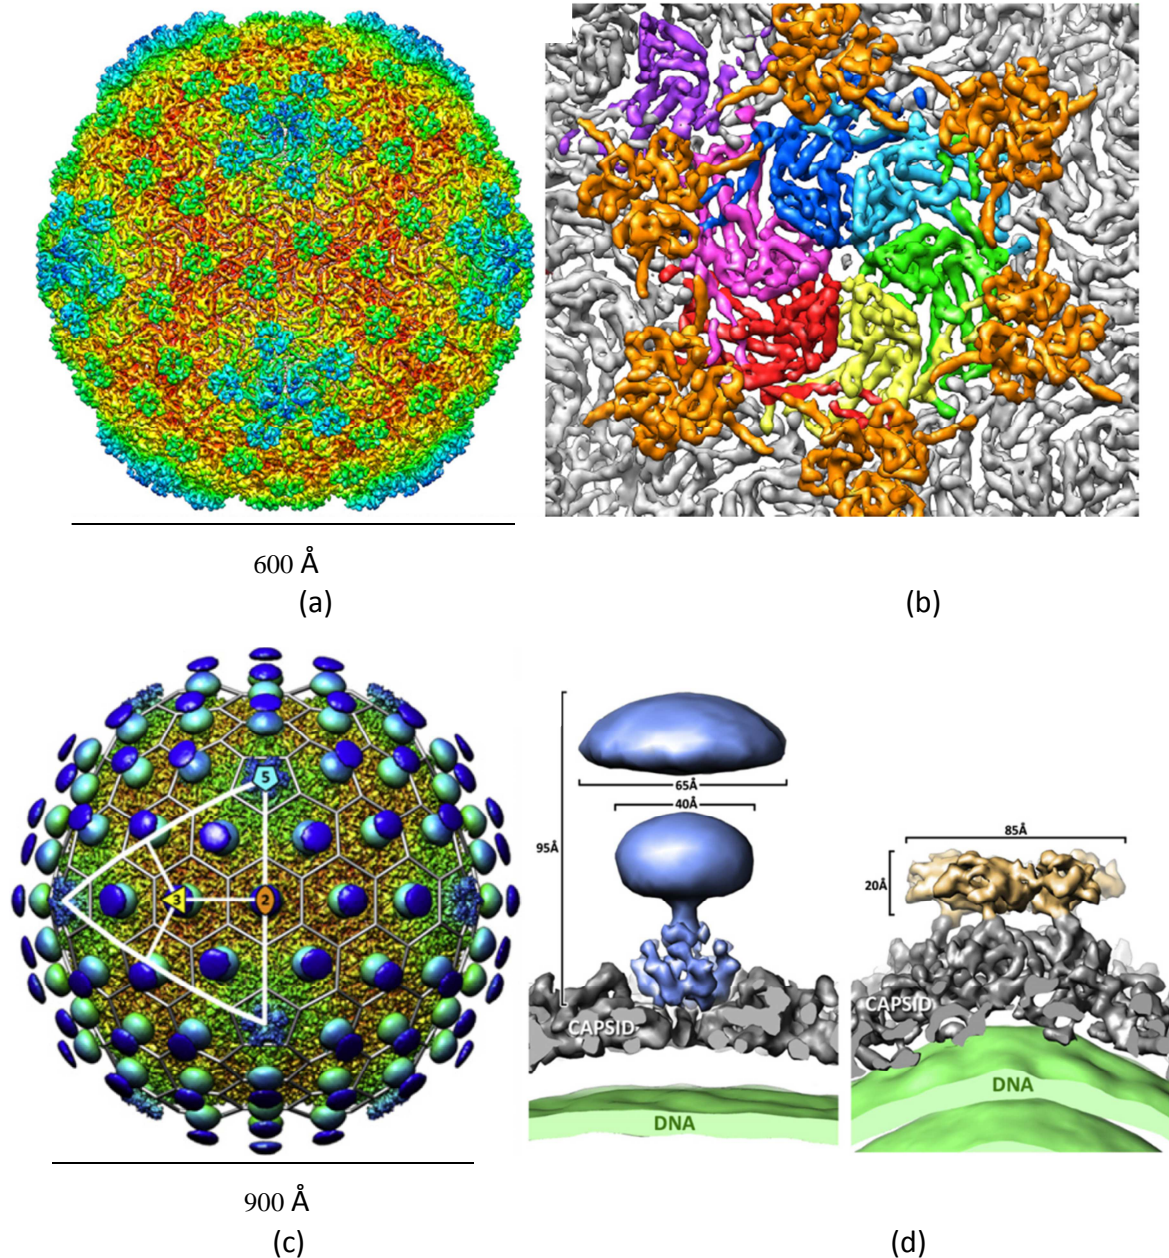 600 Å
(a)
(b)
5
3
2
900 Å
(c)
95Å
65Å
40Å
CAPSID
DNA
85Å
20Å
CAPSID
DNA
(d)